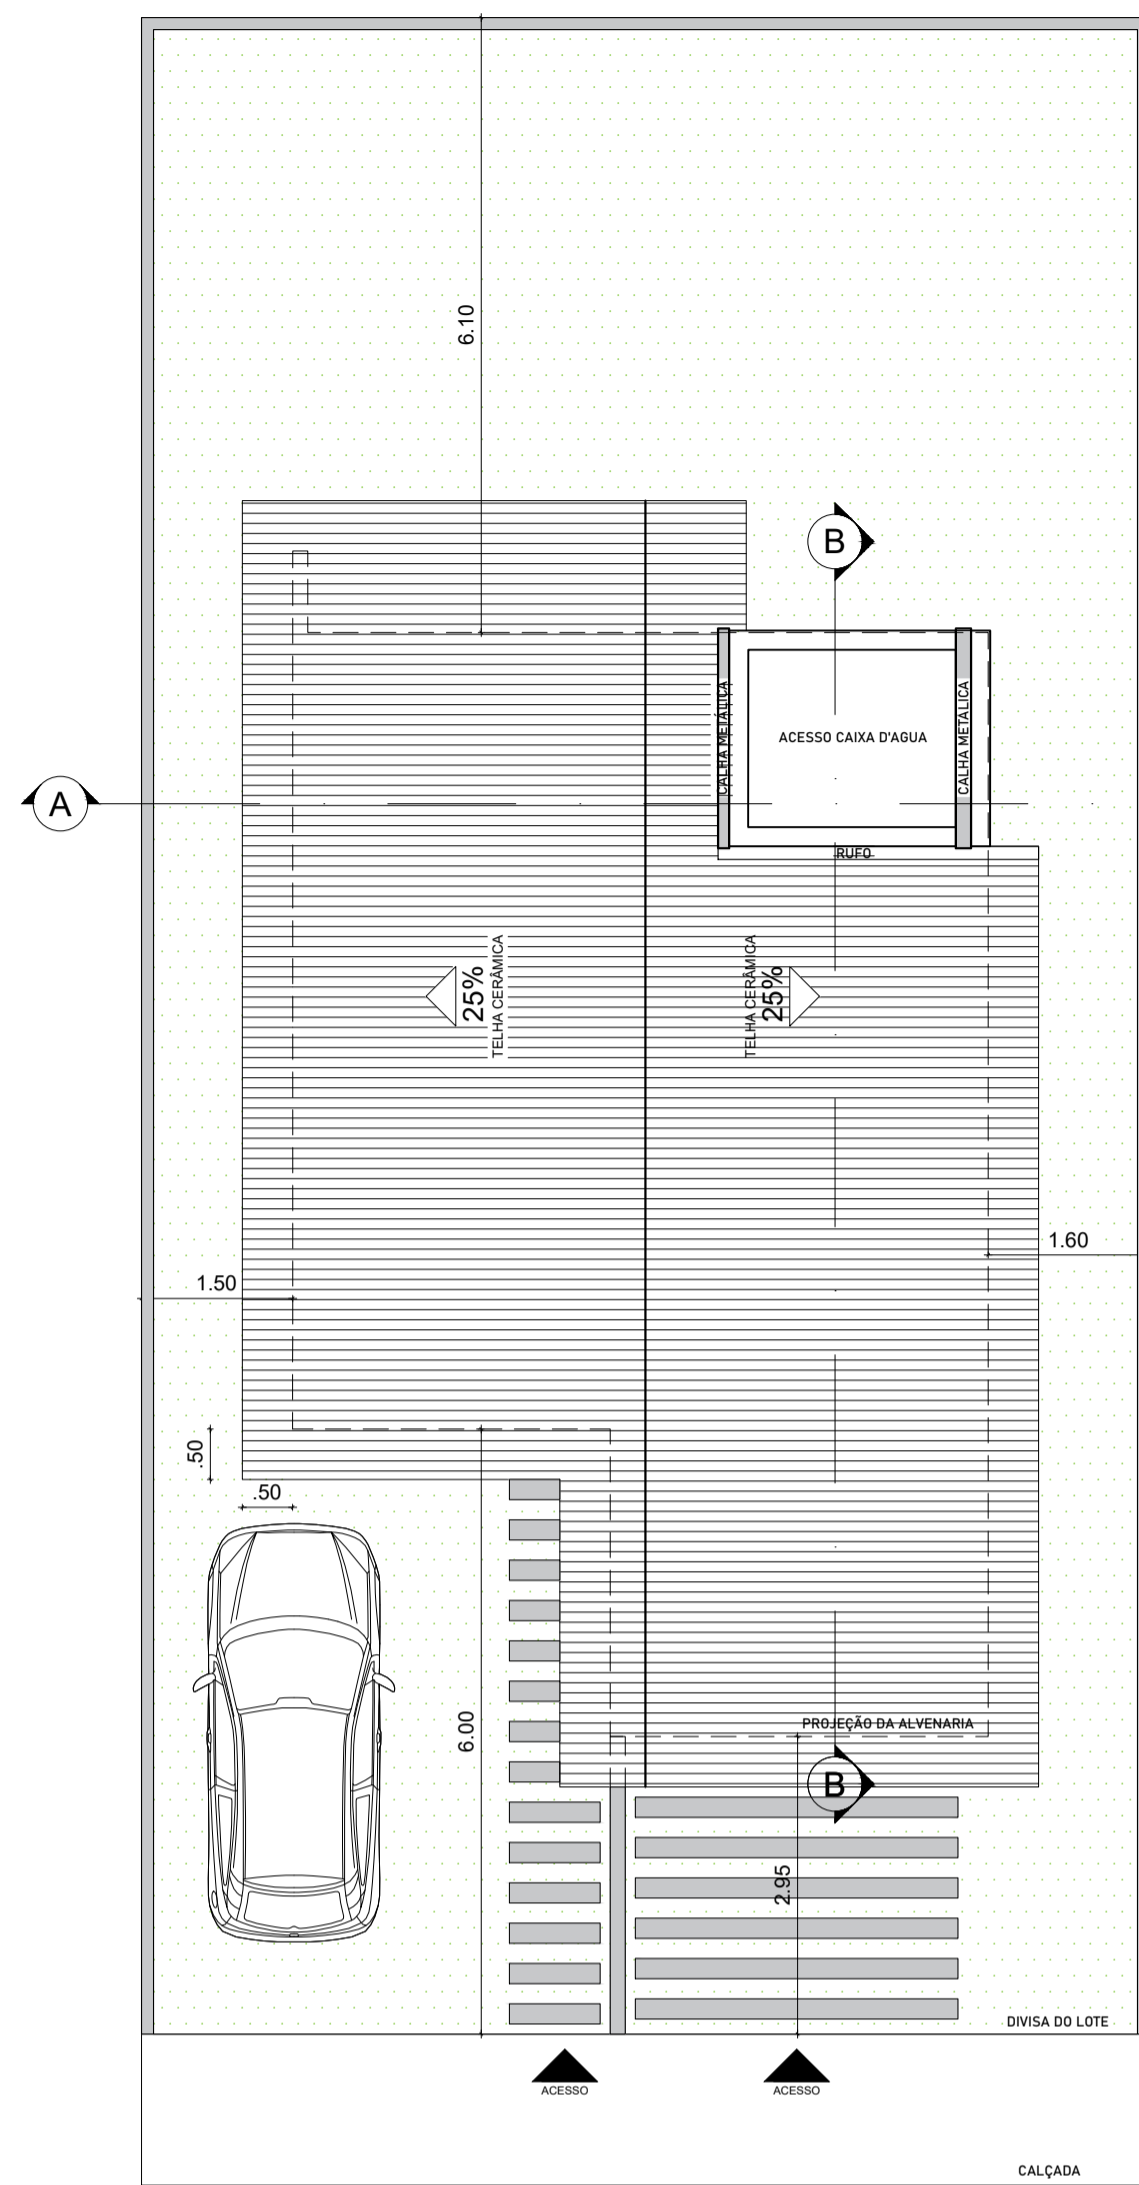 6.10
B
CALHA METÁLICA
ACESSO CAIXA D'AGUA
CALHA METÁLICA
A
RUFO
25%
TELHA CERÂMICA
TELHA CERÂMICA
25%
1.60
1.50
.50
.50
6.00
PROJEÇÃO DA ALVENARIA
B
2.95
DIVISA DO LOTE
ACESSO
ACESSO
CALÇADA